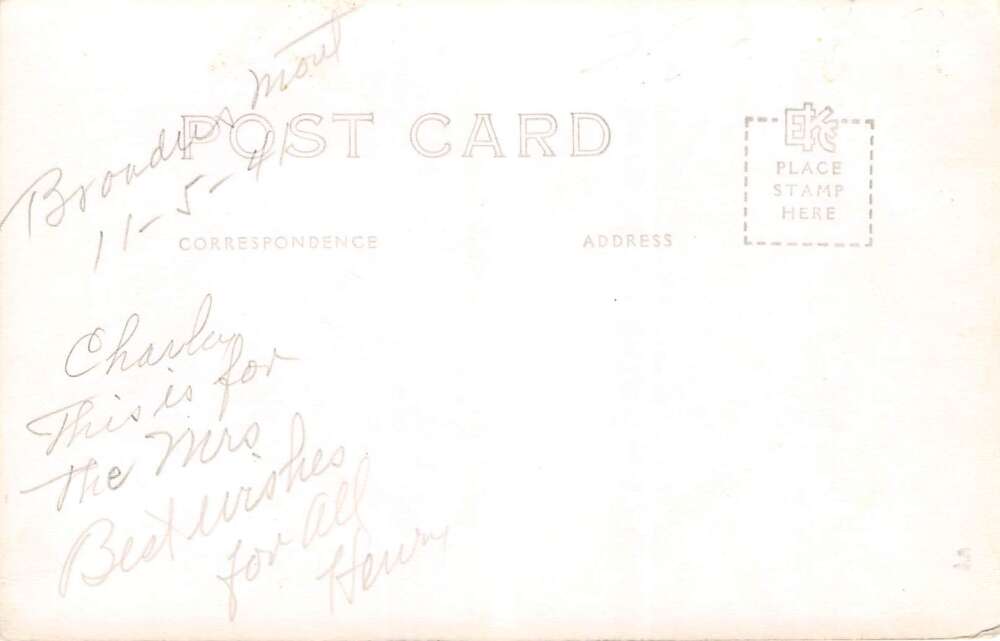 Broadus Mont
11-5-41
POST CARD
EKC
PLACE
STAMP
HERE
CORRESPONDENCE
ADDRESS
Charley
This is for
the Mrs
Best wishes
for all
Henry